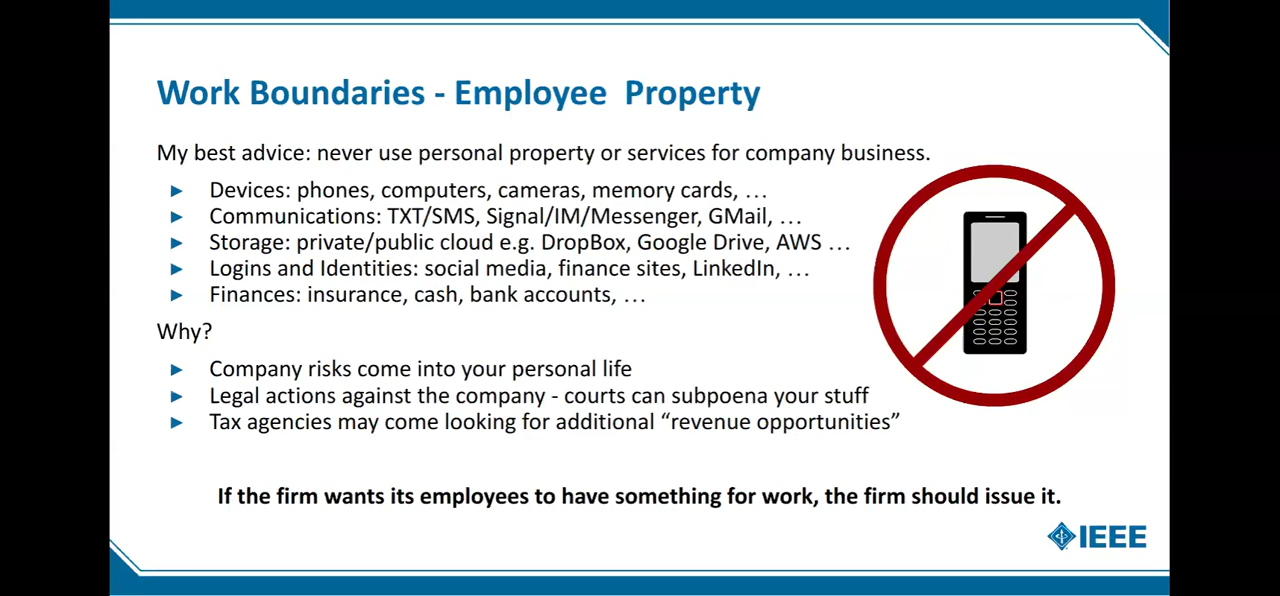 Work Boundaries - Employee  Property
My best advice: never use personal property or services for company business.
► Devices: phones, computers, cameras, memory cards, …
► Communications: TXT/SMS, Signal/IM/Messenger, GMail, …
► Storage: private/public cloud e.g. DropBox, Google Drive, AWS …
► Logins and Identities: social media, finance sites, LinkedIn, …
► Finances: insurance, cash, bank accounts, …
Why?
► Company risks come into your personal life
► Legal actions against the company - courts can subpoena your stuff
► Tax agencies may come looking for additional “revenue opportunities”
If the firm wants its employees to have something for work, the firm should issue it.
IEEE